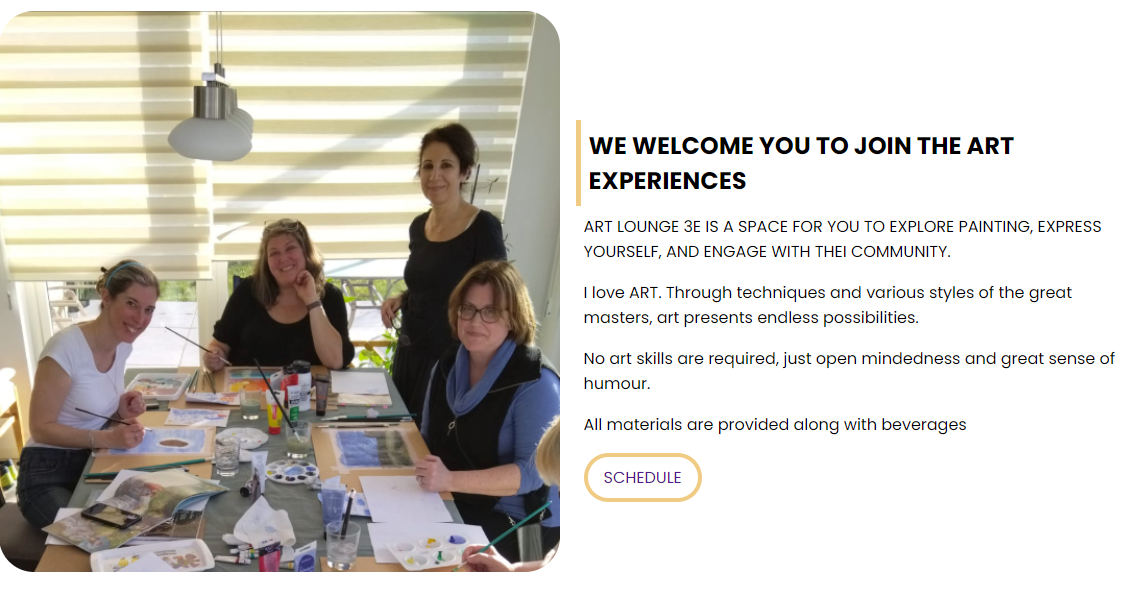 WE WELCOME YOU TO JOIN THE ART
EXPERIENCES
ART LOUNGE 3E IS A SPACE FOR YOU TO EXPLORE PAINTING, EXPRESS
YOURSELF, AND ENGAGE WITH THEI COMMUNITY.
I love ART. Through techniques and various styles of the great
masters, art presents endless possibilities.
No art skills are required, just open mindedness and great sense of
humour.
All materials are provided along with beverages
SCHEDULE